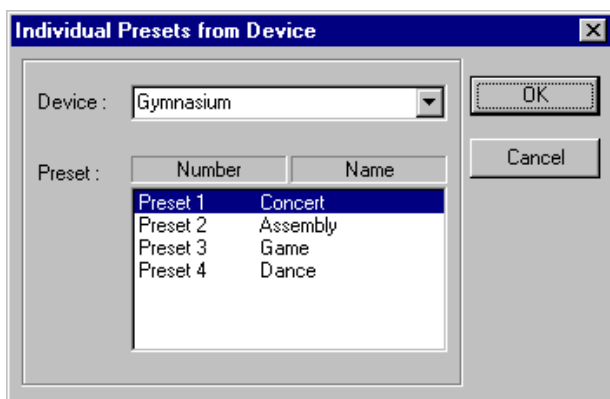 Individual Presets from Device
Device : Gymnasium
OK
Cancel
Preset : Number Name
Preset 1 Concert
Preset 2 Assembly
Preset 3 Game
Preset 4 Dance